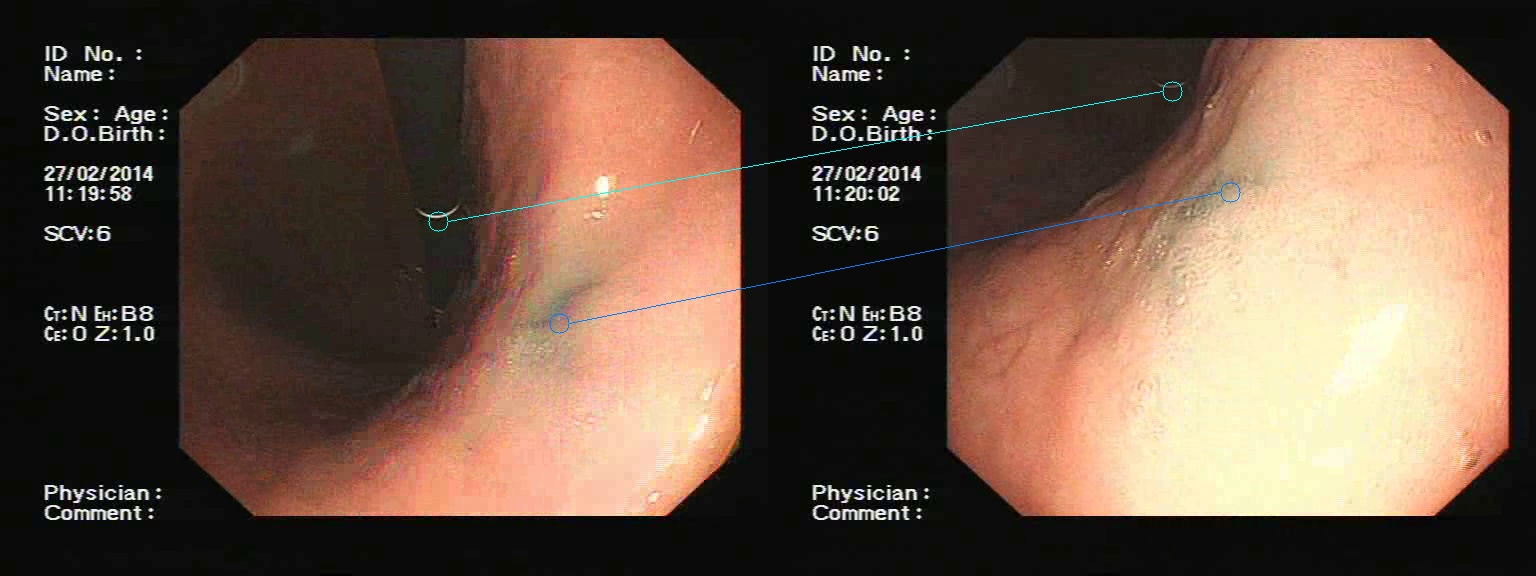 ID No. :
Name:
Sex: Age:
D.O.Birth:
27/02/2014
11:19:58
SCV:6
CT:N EH:B8
CE:0 Z:1.0
Physician:
Comment:
ID No. :
Name:
Sex: Age:
D.O.Birth:
27/02/2014
11:20:02
SCV:6
CT:N EH:B8
CE:0 Z:1.0
Physician:
Comment: